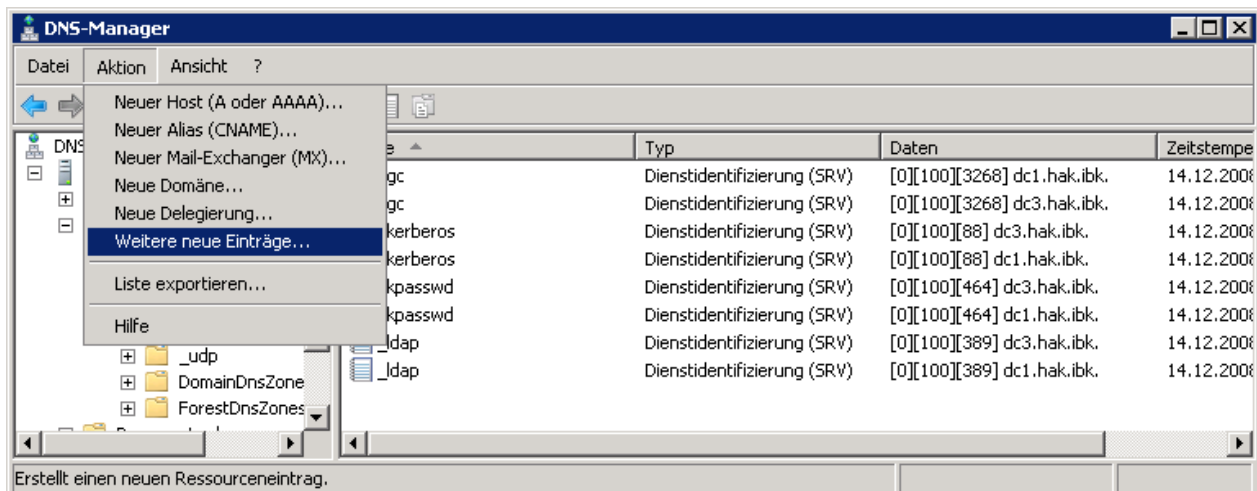 DNS-Manager
Datei Aktion Ansicht ?
Neuer Host (A oder AAAA)...
Neuer Alias (CNAME)...
Neuer Mail-Exchanger (MX)...
Neue Domäne...
Neue Delegierung...
Weitere neue Einträge...
Liste exportieren...
Hilfe
DNS
_udp
DomainDnsZone
ForestDnsZones
Typ Daten Zeitstempe
gc Dienstidentifizierung (SRV) [0][100][3268] dc1.hak.ibk. 14.12.2008
gc Dienstidentifizierung (SRV) [0][100][3268] dc3.hak.ibk. 14.12.2008
kerberos Dienstidentifizierung (SRV) [0][100][88] dc3.hak.ibk. 14.12.2008
kerberos Dienstidentifizierung (SRV) [0][100][88] dc1.hak.ibk. 14.12.2008
kpasswd Dienstidentifizierung (SRV) [0][100][464] dc3.hak.ibk. 14.12.2008
kpasswd Dienstidentifizierung (SRV) [0][100][464] dc1.hak.ibk. 14.12.2008
_ldap Dienstidentifizierung (SRV) [0][100][389] dc3.hak.ibk. 14.12.2008
_ldap Dienstidentifizierung (SRV) [0][100][389] dc1.hak.ibk. 14.12.2008
Erstellt einen neuen Ressourceneintrag.